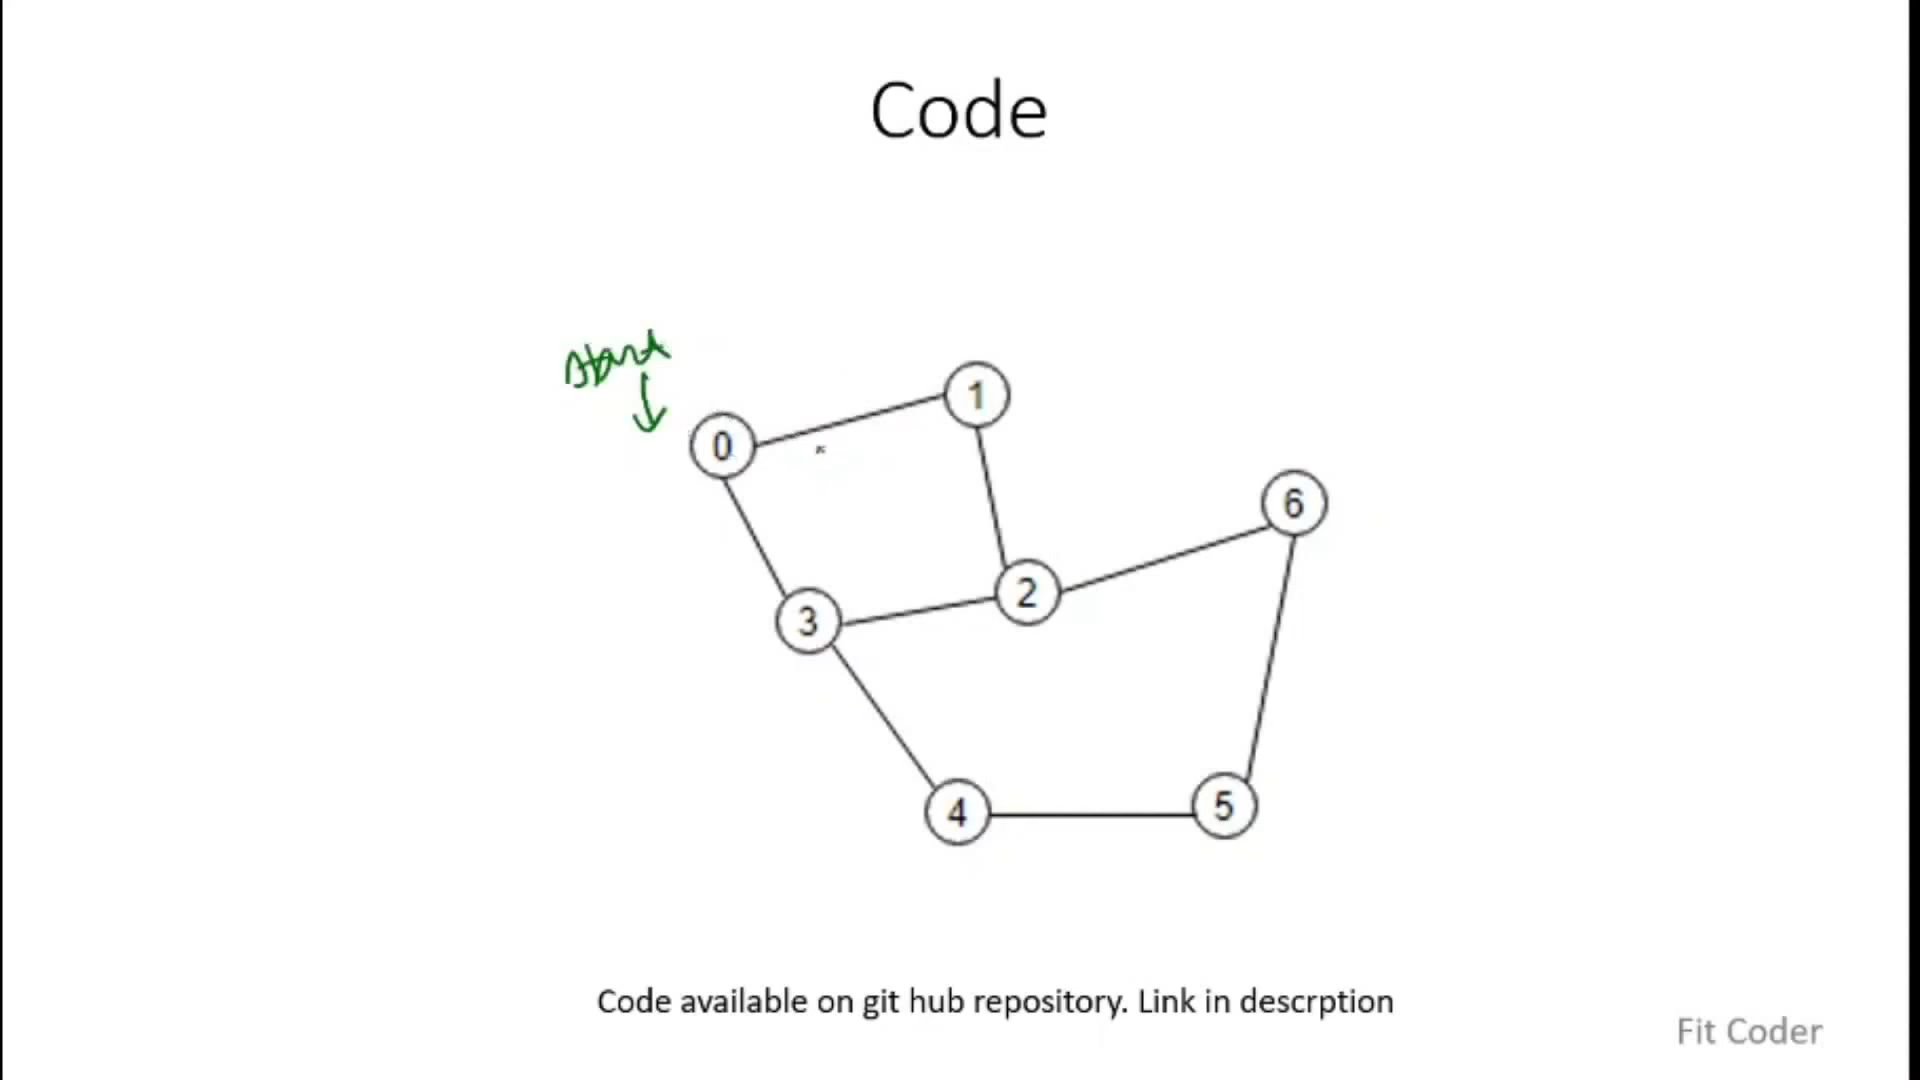 Code
Start
0
1
6
2
3
4
5
Code available on git hub repository. Link in descrption
Fit Coder